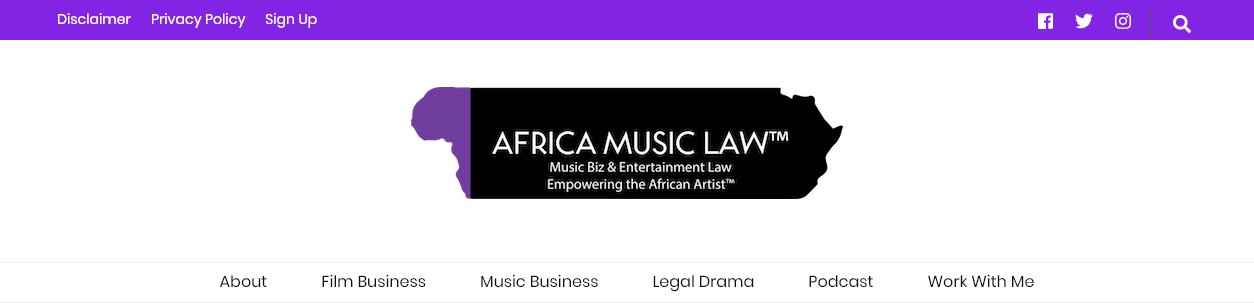 Disclaimer Privacy Policy Sign Up
AFRICA MUSIC LAW™
Music Biz & Entertainment Law
Empowering the African Artist™
About Film Business Music Business Legal Drama Podcast Work With Me